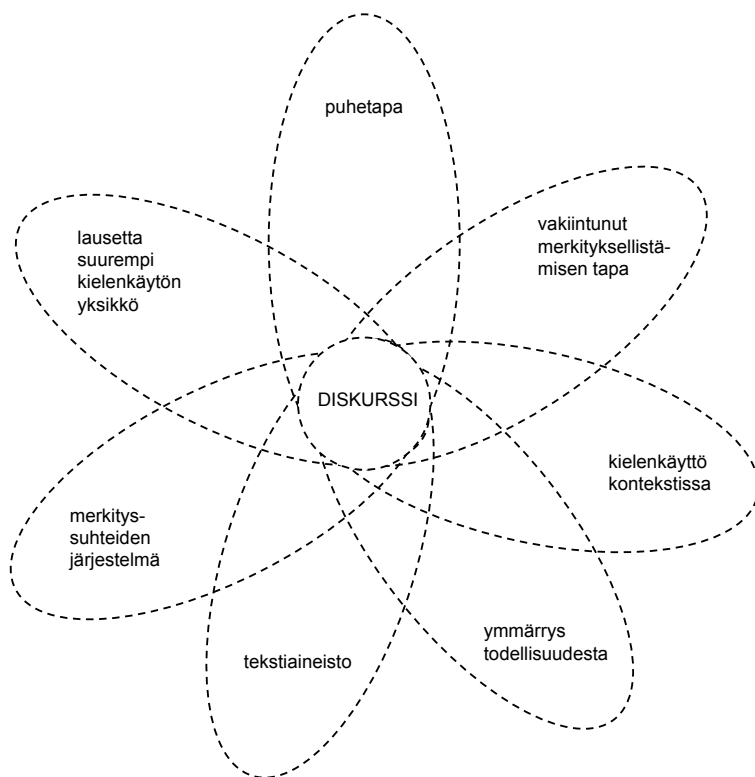 puhetapa
vakiintunut
merkityksellistä-
misen tapa
lausetta
suurempi
kielenkäytön
yksikkö
DISKURSSI
kielenkäyttö
kontekstissa
merkitys-
suhteiden
järjestelmä
ymmärrys
todellisuudesta
tekstiaineisto